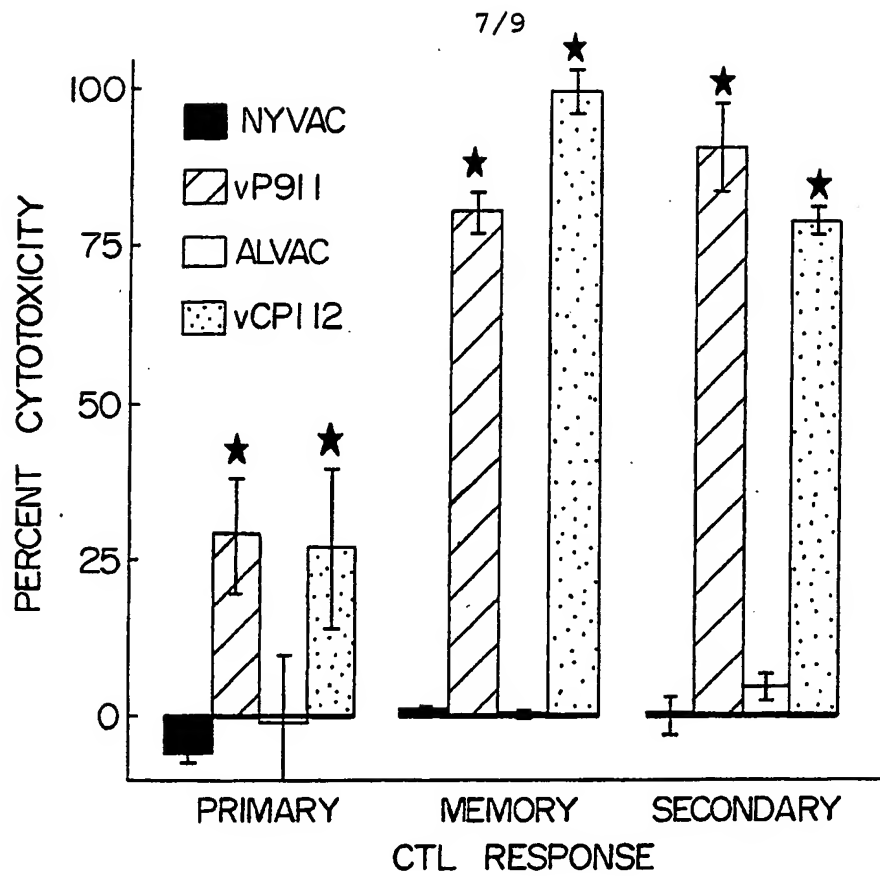 7/9
100
75
50
25
0
PERCENT CYTOTOXICITY
NYVAC
vP911
ALVAC
vCP112
PRIMARY MEMORY SECONDARY
CTL RESPONSE